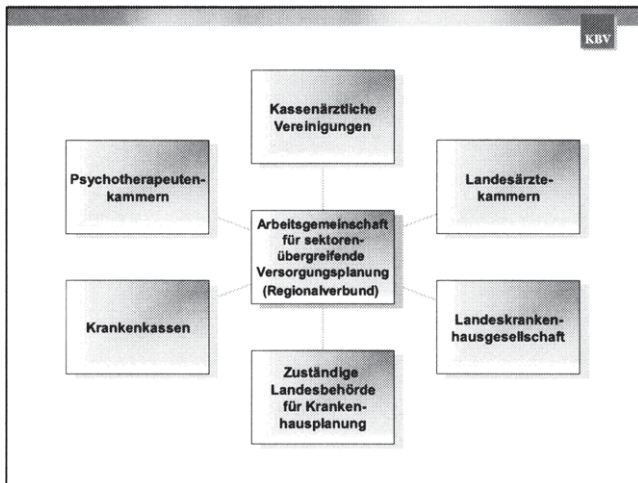 KBV
Kassenärztliche
Vereinigungen
Psychotherapeuten-
kammern
Landesärzte-
kammern
Arbeitsgemeinschaft
für sektoren-
übergreifende
Versorgungsplanung
(Regionalverbund)
Krankenkassen
Landeskranken-
hausgesellschaft
Zuständige
Landesbehörde
für Kranken-
hausplanung